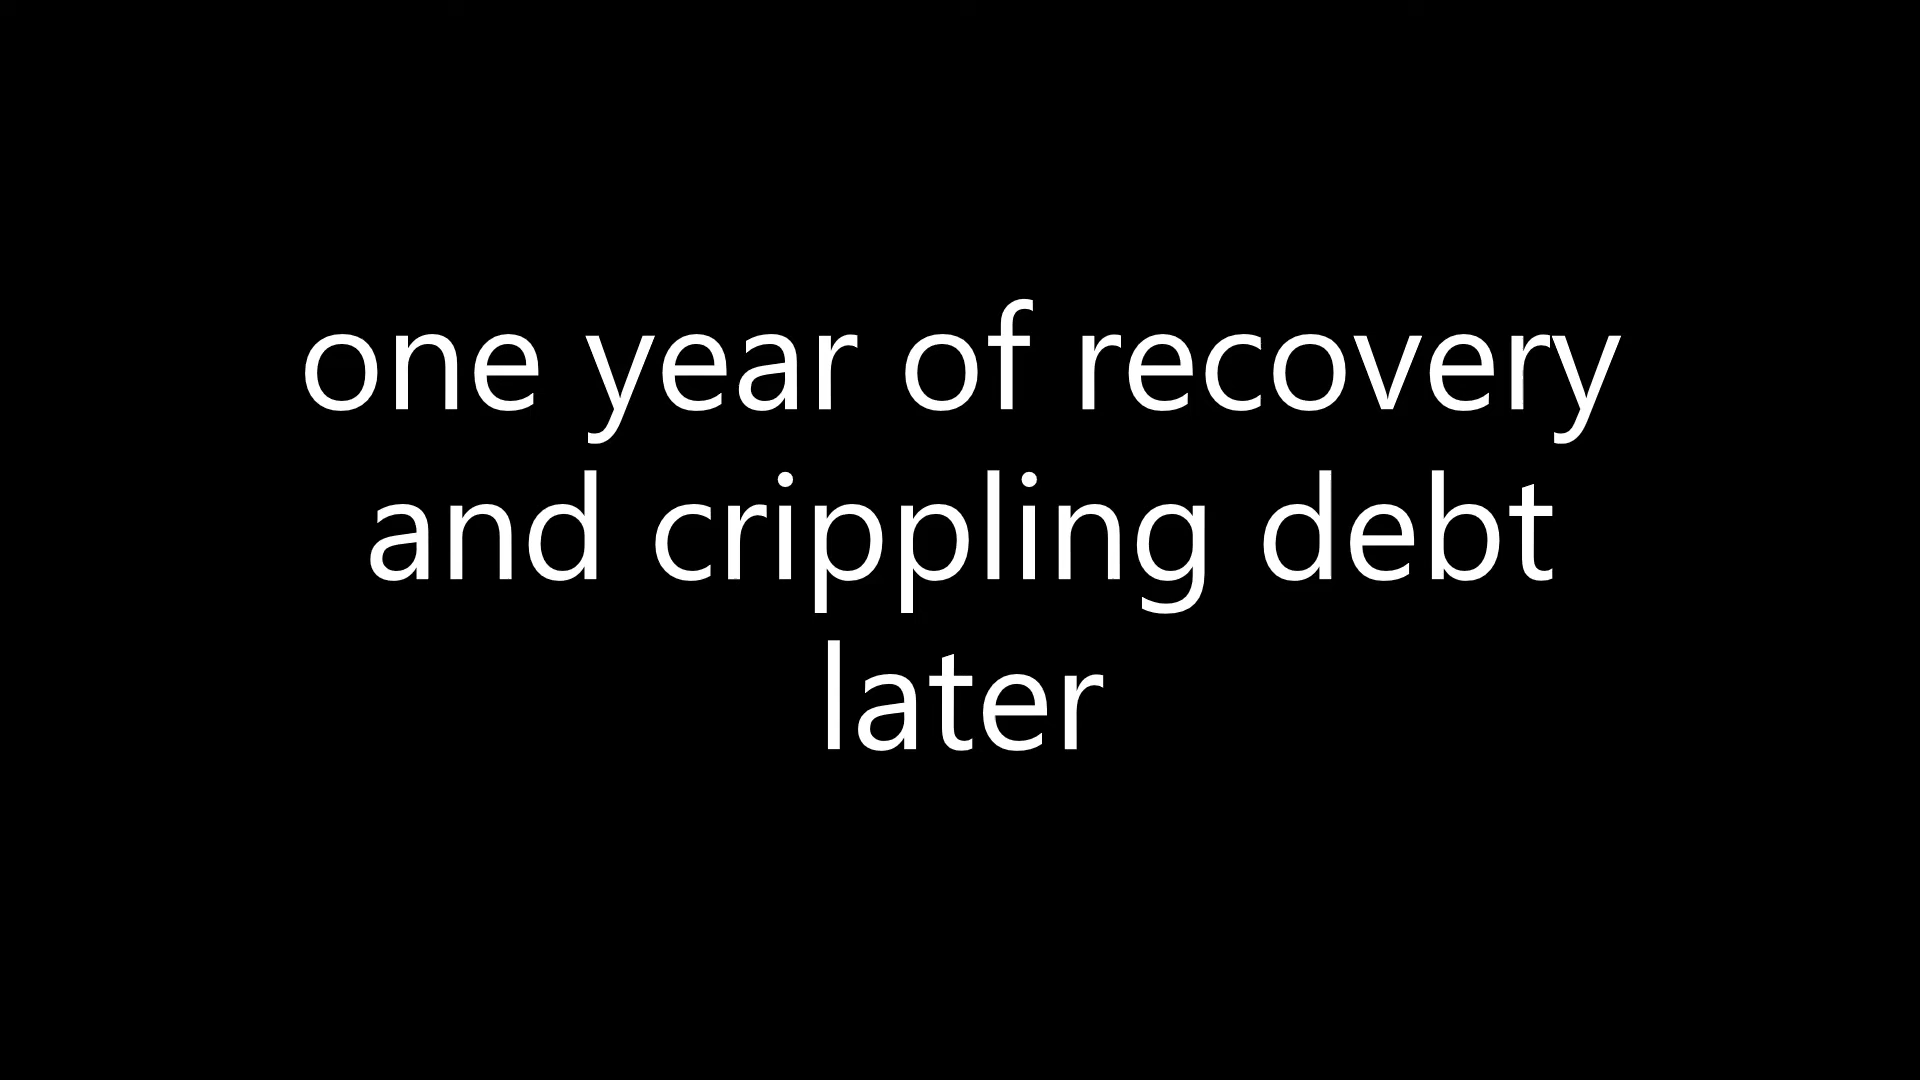 one year of recovery
and crippling debt
later